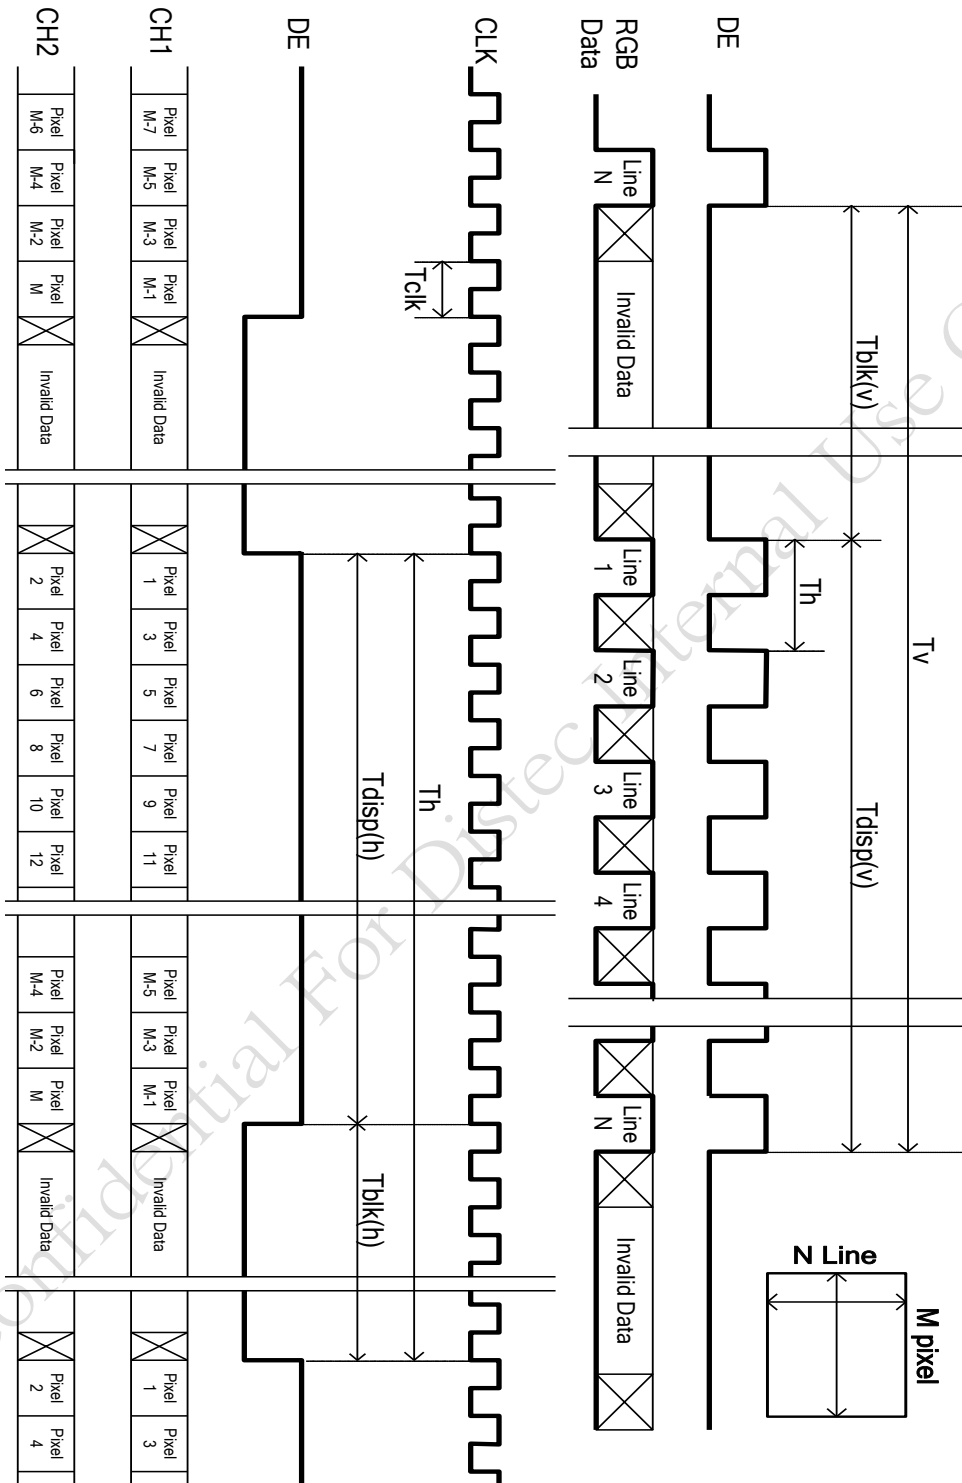 Tv
M pixel
N Line
Tblk(v) Tdisp(v)
Th
DE
RGB Data
Line N Invalid Data Line 1 Line 2 Line 3 Line 4 Line N Invalid Data
CLK
Tclk
Th
Tdisp(h) Tblk(h)
DE
CH1
Pixel M-7 Pixel M-5 Pixel M-3 Pixel M-1 Invalid Data Pixel 1 Pixel 3 Pixel 5 Pixel 7 Pixel 9 Pixel 11 Pixel M-5 Pixel M-3 Pixel M-1 Invalid Data Pixel 1 Pixel 3
CH2
Pixel M-6 Pixel M-4 Pixel M-2 Pixel M Invalid Data Pixel 2 Pixel 4 Pixel 6 Pixel 8 Pixel 10 Pixel 12 Pixel M-4 Pixel M-2 Pixel M Invalid Data Pixel 2 Pixel 4
onfidential For Distec Internal Use